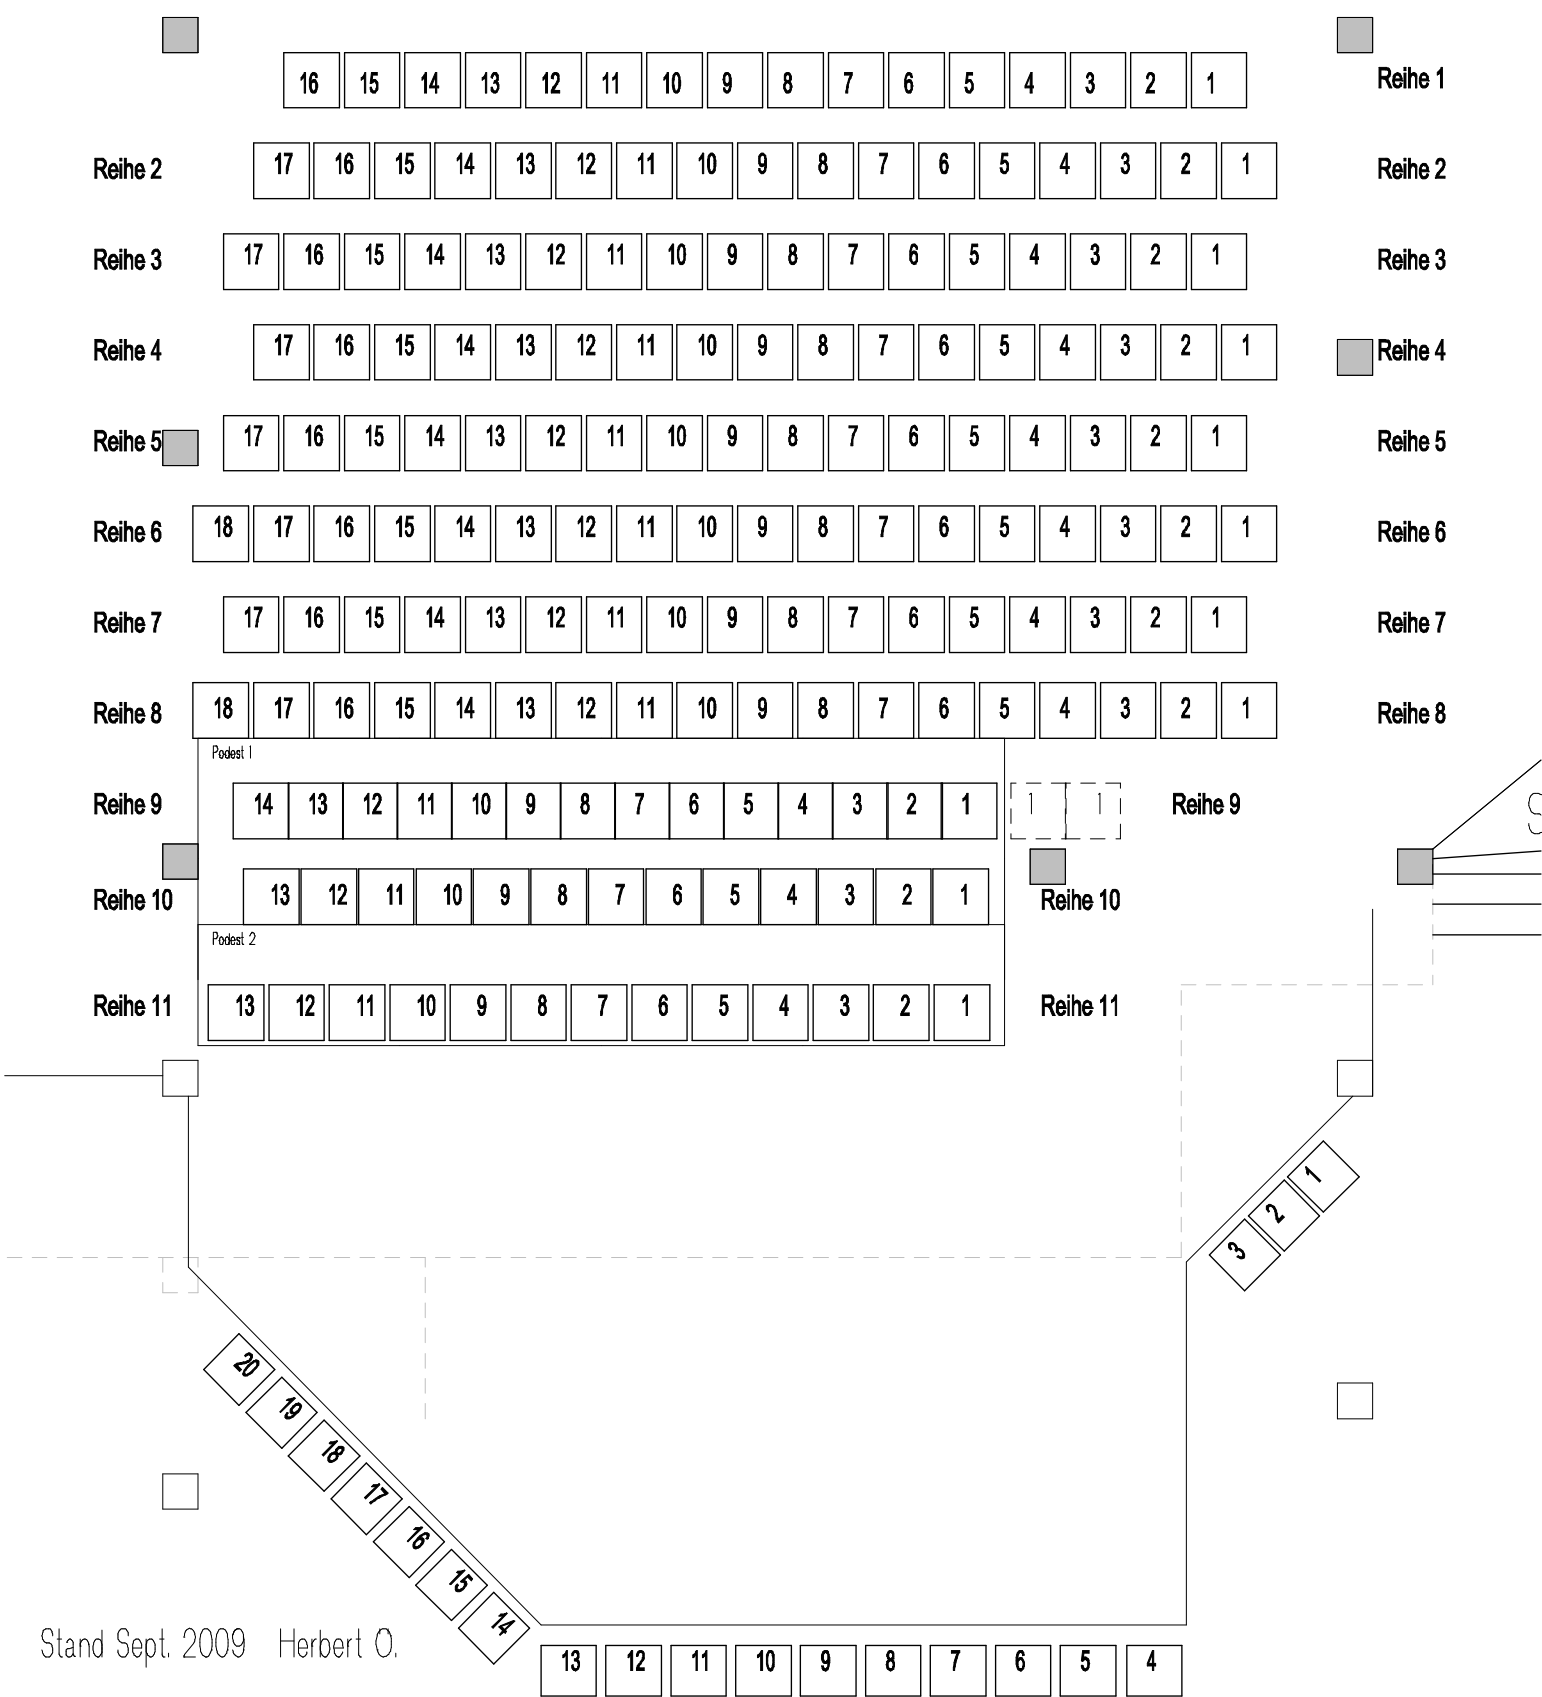 16 15 14 13 12 11 10 9 8 7 6 5 4 3 2 1 Reihe 1
Reihe 2 17 16 15 14 13 12 11 10 9 8 7 6 5 4 3 2 1 Reihe 2
Reihe 3 17 16 15 14 13 12 11 10 9 8 7 6 5 4 3 2 1 Reihe 3
Reihe 4 17 16 15 14 13 12 11 10 9 8 7 6 5 4 3 2 1 Reihe 4
Reihe 5 17 16 15 14 13 12 11 10 9 8 7 6 5 4 3 2 1 Reihe 5
Reihe 6 18 17 16 15 14 13 12 11 10 9 8 7 6 5 4 3 2 1 Reihe 6
Reihe 7 17 16 15 14 13 12 11 10 9 8 7 6 5 4 3 2 1 Reihe 7
Reihe 8 18 17 16 15 14 13 12 11 10 9 8 7 6 5 4 3 2 1 Reihe 8
Podest 1
Reihe 9 14 13 12 11 10 9 8 7 6 5 4 3 2 1 1 1 Reihe 9
S
Reihe 10 13 12 11 10 9 8 7 6 5 4 3 2 1 Reihe 10
Podest 2
Reihe 11 13 12 11 10 9 8 7 6 5 4 3 2 1 Reihe 11
1
2
3
20
19
18
17
16
15
14
Stand Sept. 2009 Herbert O.
13 12 11 10 9 8 7 6 5 4